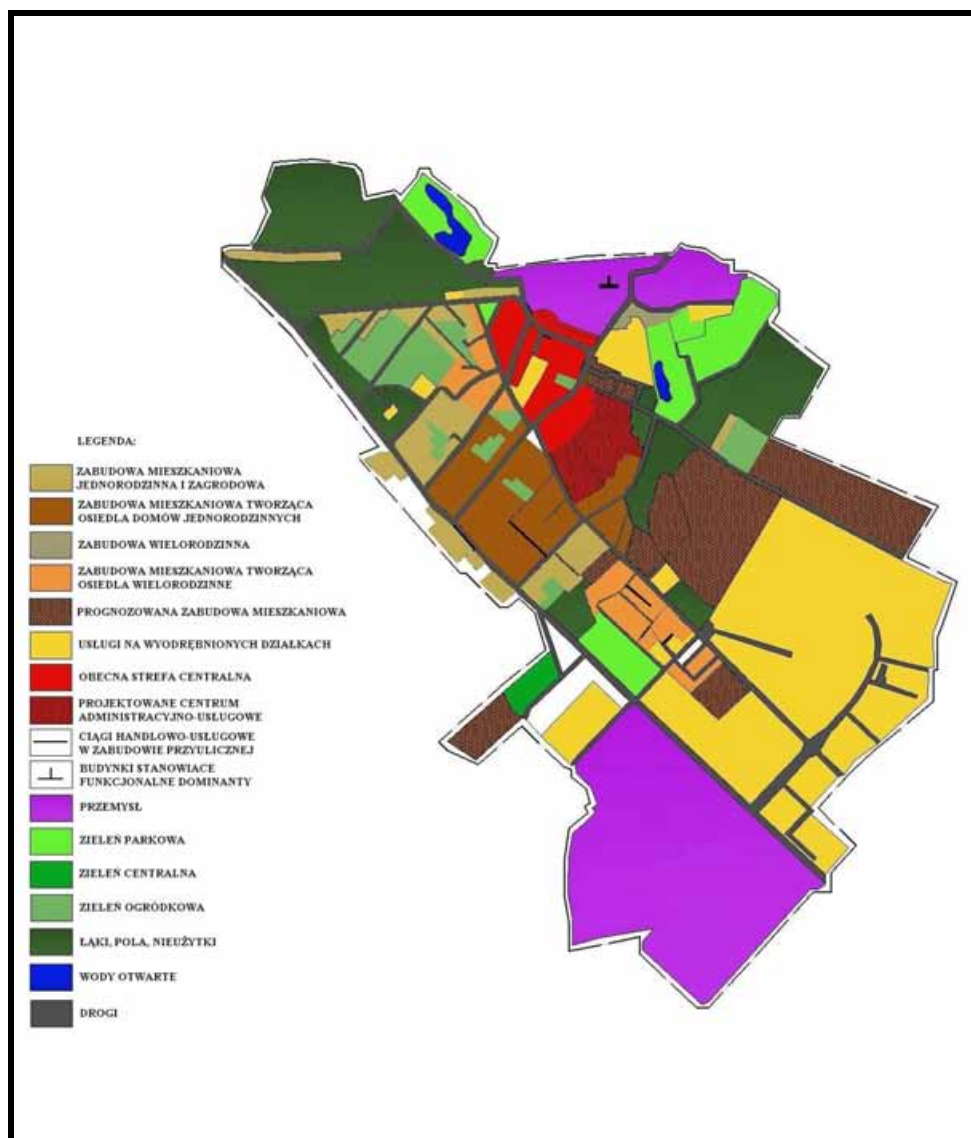 LEGENDA:
ZABUDOWA MIESZKANIOWA
JEDNORODZINNA I ZAGRODOWA
ZABUDOWA MIESZKANIOWA TWORZĄCA
OSIEDLA DOMÓW JEDNORODZINNYCH
ZABUDOWA WIELORODZINNA
ZABUDOWA MIESZKANIOWA TWORZĄCA
OSIEDLA WIELORODZINNE
PROGNOZOWANA ZABUDOWA MIESZKANIOWA
USŁUGI NA WYODRĘBNIONYCH DZIAŁKACH
OBECNA STREFA CENTRALNA
PROJEKTOWANE CENTRUM
ADMINISTRACYJNO-USŁUGOWE
CIĄGI HANDLOWO-USŁUGOWE
W ZABUDOWIE PRZYULICZNEJ
BUDYNKI STANOWIACE
FUNKCJONALNE DOMINANTY
PRZEMYSŁ
ZIELEŃ PARKOWA
ZIELEŃ CENTRALNA
ZIELEŃ OGRÓDKOWA
ŁĄKI, POLA, NIEUŻYTKI
WODY OTWARTE
DROGI